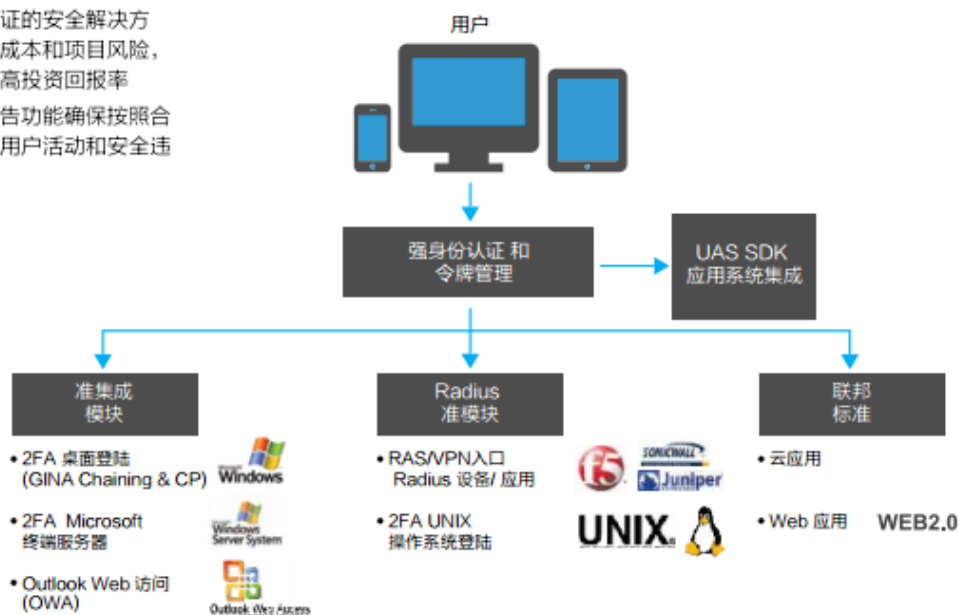 证的安全解决方
成本和项目风险，
高投资回报率
告功能确保按照合
用户活动和安全违
用户
强身份认证 和
令牌管理
UAS SDK
应用系统集成
准集成
模块
Radius
准模块
联邦
标准
• 2FA 桌面登陆
(GINA Chaining & CP)
Windows
• 2FA Microsoft
终端服务器
Windows
Server System
• Outlook Web 访问
(OWA)
Outlook Web Access
• RAS/VPN入口
Radius 设备/ 应用
f5
SONICWALL
Juniper
• 2FA UNIX
操作系统登陆
UNIX.
• 云应用
• Web 应用
WEB2.0